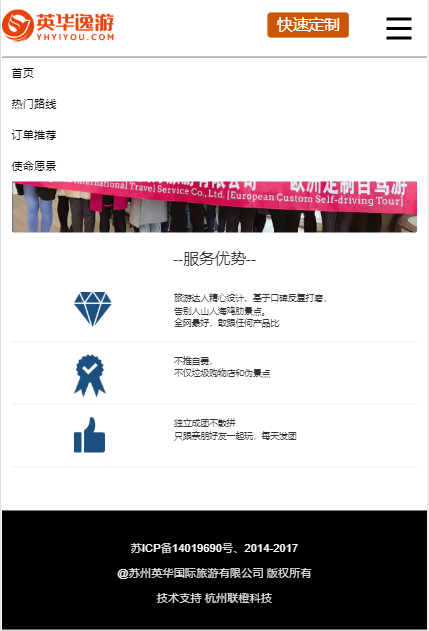 英华逸游
YHYIYOU.COM
快速定制
首页
热门路线
订单推荐
使命愿景
欧洲定制自驾游
International Travel Service Co., Ltd. [European Custom Self-driving Tour]
--服务优势--
旅游达人精心设计、基于口碑反复打磨，
告别人山人海鸡肋景点。
全网最好，敢跟任何产品比
不推自费，
不仅垃圾购物店和伪景点
独立成团不散拼
只跟亲朋好友一起玩，每天发团
苏ICP备14019690号、2014-2017
@苏州英华国际旅游有限公司 版权所有
技术支持 杭州联橙科技